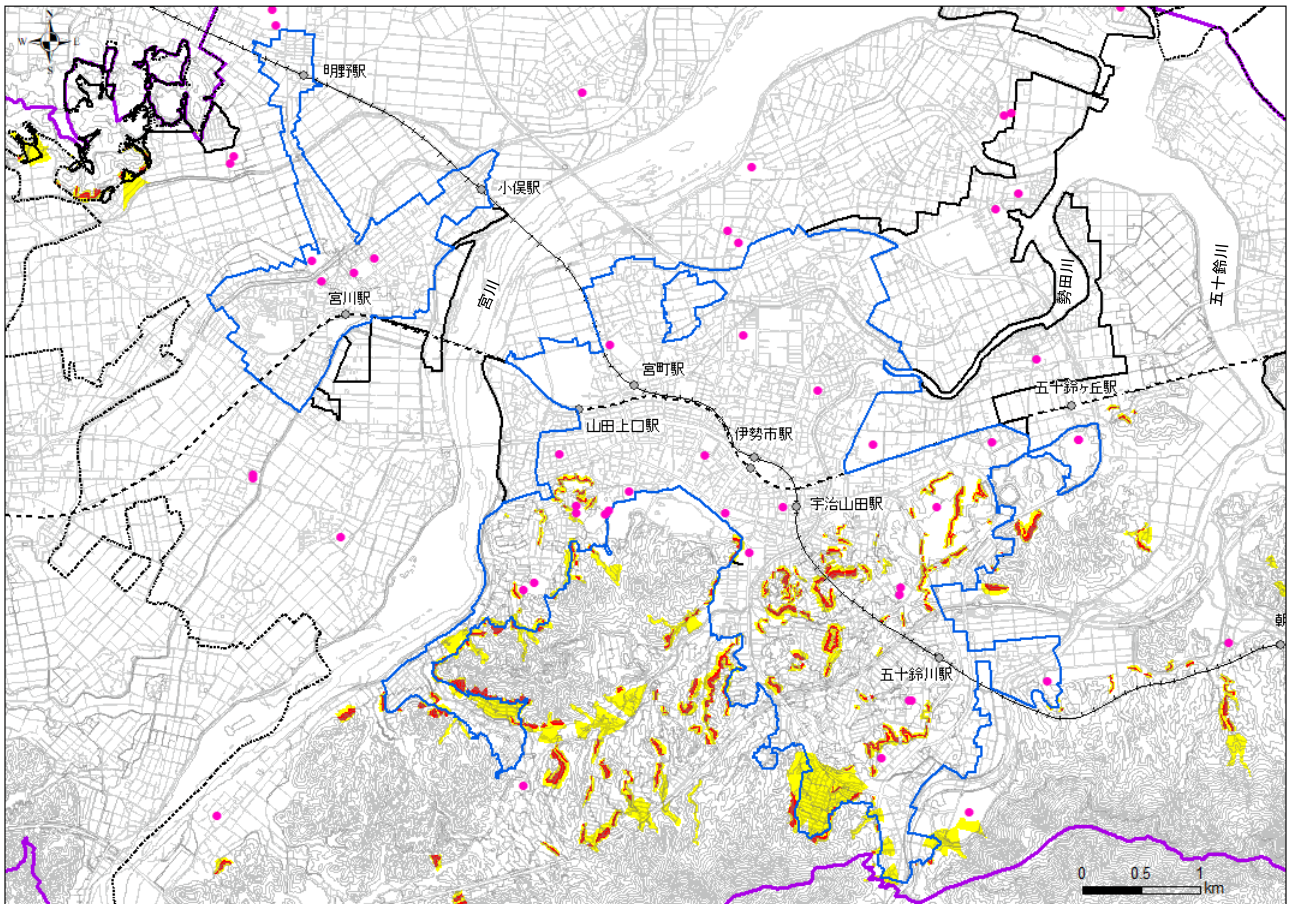 N
W E
S
明野駅
小俣駅
宮川駅
宮川
勢田川
五十鈴川
宮町駅
五十鈴ヶ丘駅
山田上口駅
伊勢市駅
宇治山田駅
五十鈴川駅
朝
0 0.5 1
km